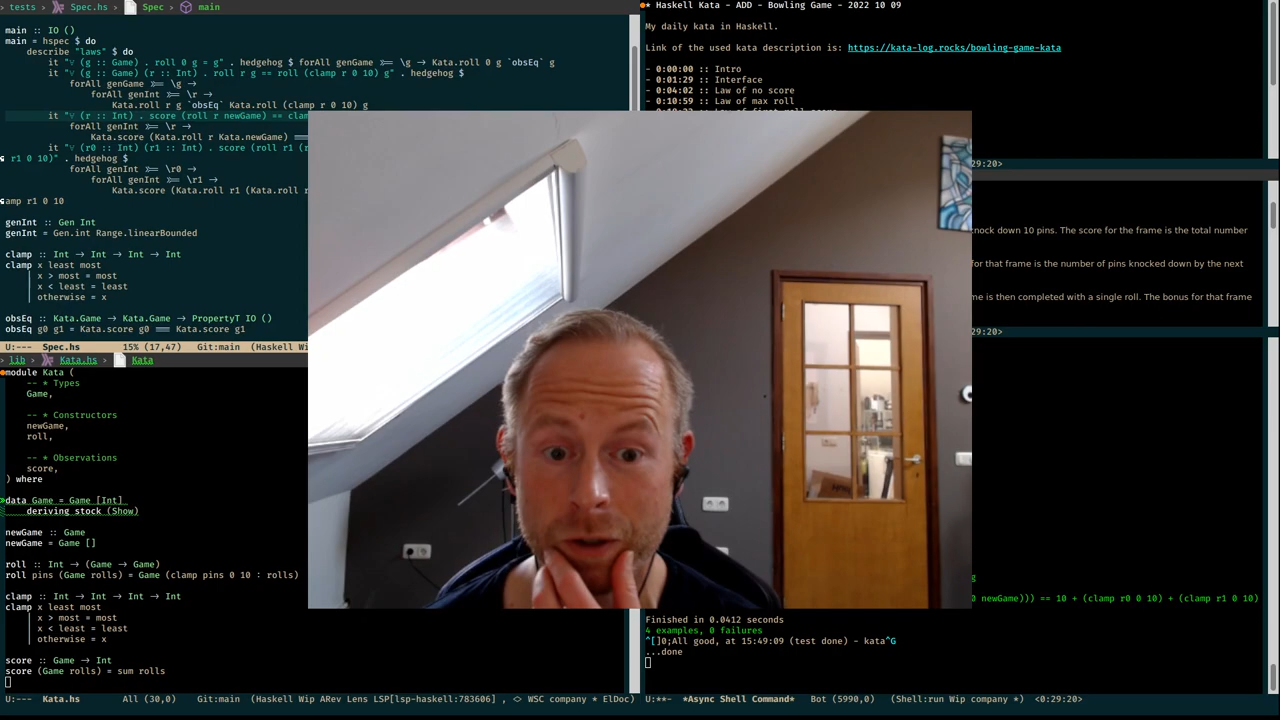 tests > Spec.hs > Spec > main
main :: IO ()
main = hspec $ do
describe "laws" $ do
it "∀ (g :: Game) . roll 0 g = g" . hedgehog $ forAll genGame >>= \g -> Kata.roll 0 g `obsEq` g
it "∀ (g :: Game) (r :: Int) . roll r g == roll (clamp r 0 10) g" . hedgehog $
forAll genGame >>= \g ->
forAll genInt >>= \r ->
Kata.roll r g `obsEq` Kata.roll (clamp r 0 10) g
it "∀ (r :: Int) . score (roll r newGame) == clam
forAll genInt >>= \r ->
Kata.score (Kata.roll r Kata.newGame) ===
it "∀ (r0 :: Int) (r1 :: Int) . score (roll r1 (r
r1 0 10)" . hedgehog $
forAll genInt >>= \r0 ->
forAll genInt >>= \r1 ->
Kata.score (Kata.roll r1 (Kata.roll r
amp r1 0 10
genInt :: Gen Int
genInt = Gen.int Range.linearBounded
clamp :: Int -> Int -> Int -> Int
clamp x least most
| x > most = most
| x < least = least
| otherwise = x
obsEq :: Kata.Game -> Kata.Game -> PropertyT IO ()
obsEq g0 g1 = Kata.score g0 === Kata.score g1
U:--- Spec.hs 15% (17,47) Git:main (Haskell Wip
lib > Kata.hs > Kata
module Kata (
-- * Types
Game,
-- * Constructors
newGame,
roll,
-- * Observations
score,
) where
data Game = Game [Int]
deriving stock (Show)
newGame :: Game
newGame = Game []
roll :: Int -> (Game -> Game)
roll pins (Game rolls) = Game (clamp pins 0 10 : rolls)
clamp :: Int -> Int -> Int -> Int
clamp x least most
| x > most = most
| x < least = least
| otherwise = x
score :: Game -> Int
score (Game rolls) = sum rolls
U:--- Kata.hs All (30,0) Git:main (Haskell Wip ARev Lens LSP[lsp-haskell:783606] , <> WSC company * ElDoc)
* Haskell Kata - ADD - Bowling Game - 2022 10 09
My daily kata in Haskell.
Link of the used kata description is: https://kata-log.rocks/bowling-game-kata
- 0:00:00 :: Intro
- 0:01:29 :: Interface
- 0:04:02 :: Law of no score
- 0:10:59 :: Law of max roll
:29:20>
knock down 10 pins. The score for the frame is the total number
for that frame is the number of pins knocked down by the next
me is then completed with a single roll. The bonus for that frame
:29:20>
g
0 newGame))) == 10 + (clamp r0 0 10) + (clamp r1 0 10)
Finished in 0.0412 seconds
4 examples, 0 failures
^[]0;All good, at 15:49:09 (test done) - kata^G
...done
U:**- *Async Shell Command* Bot (5990,0) (Shell:run Wip company *) <0:29:20>